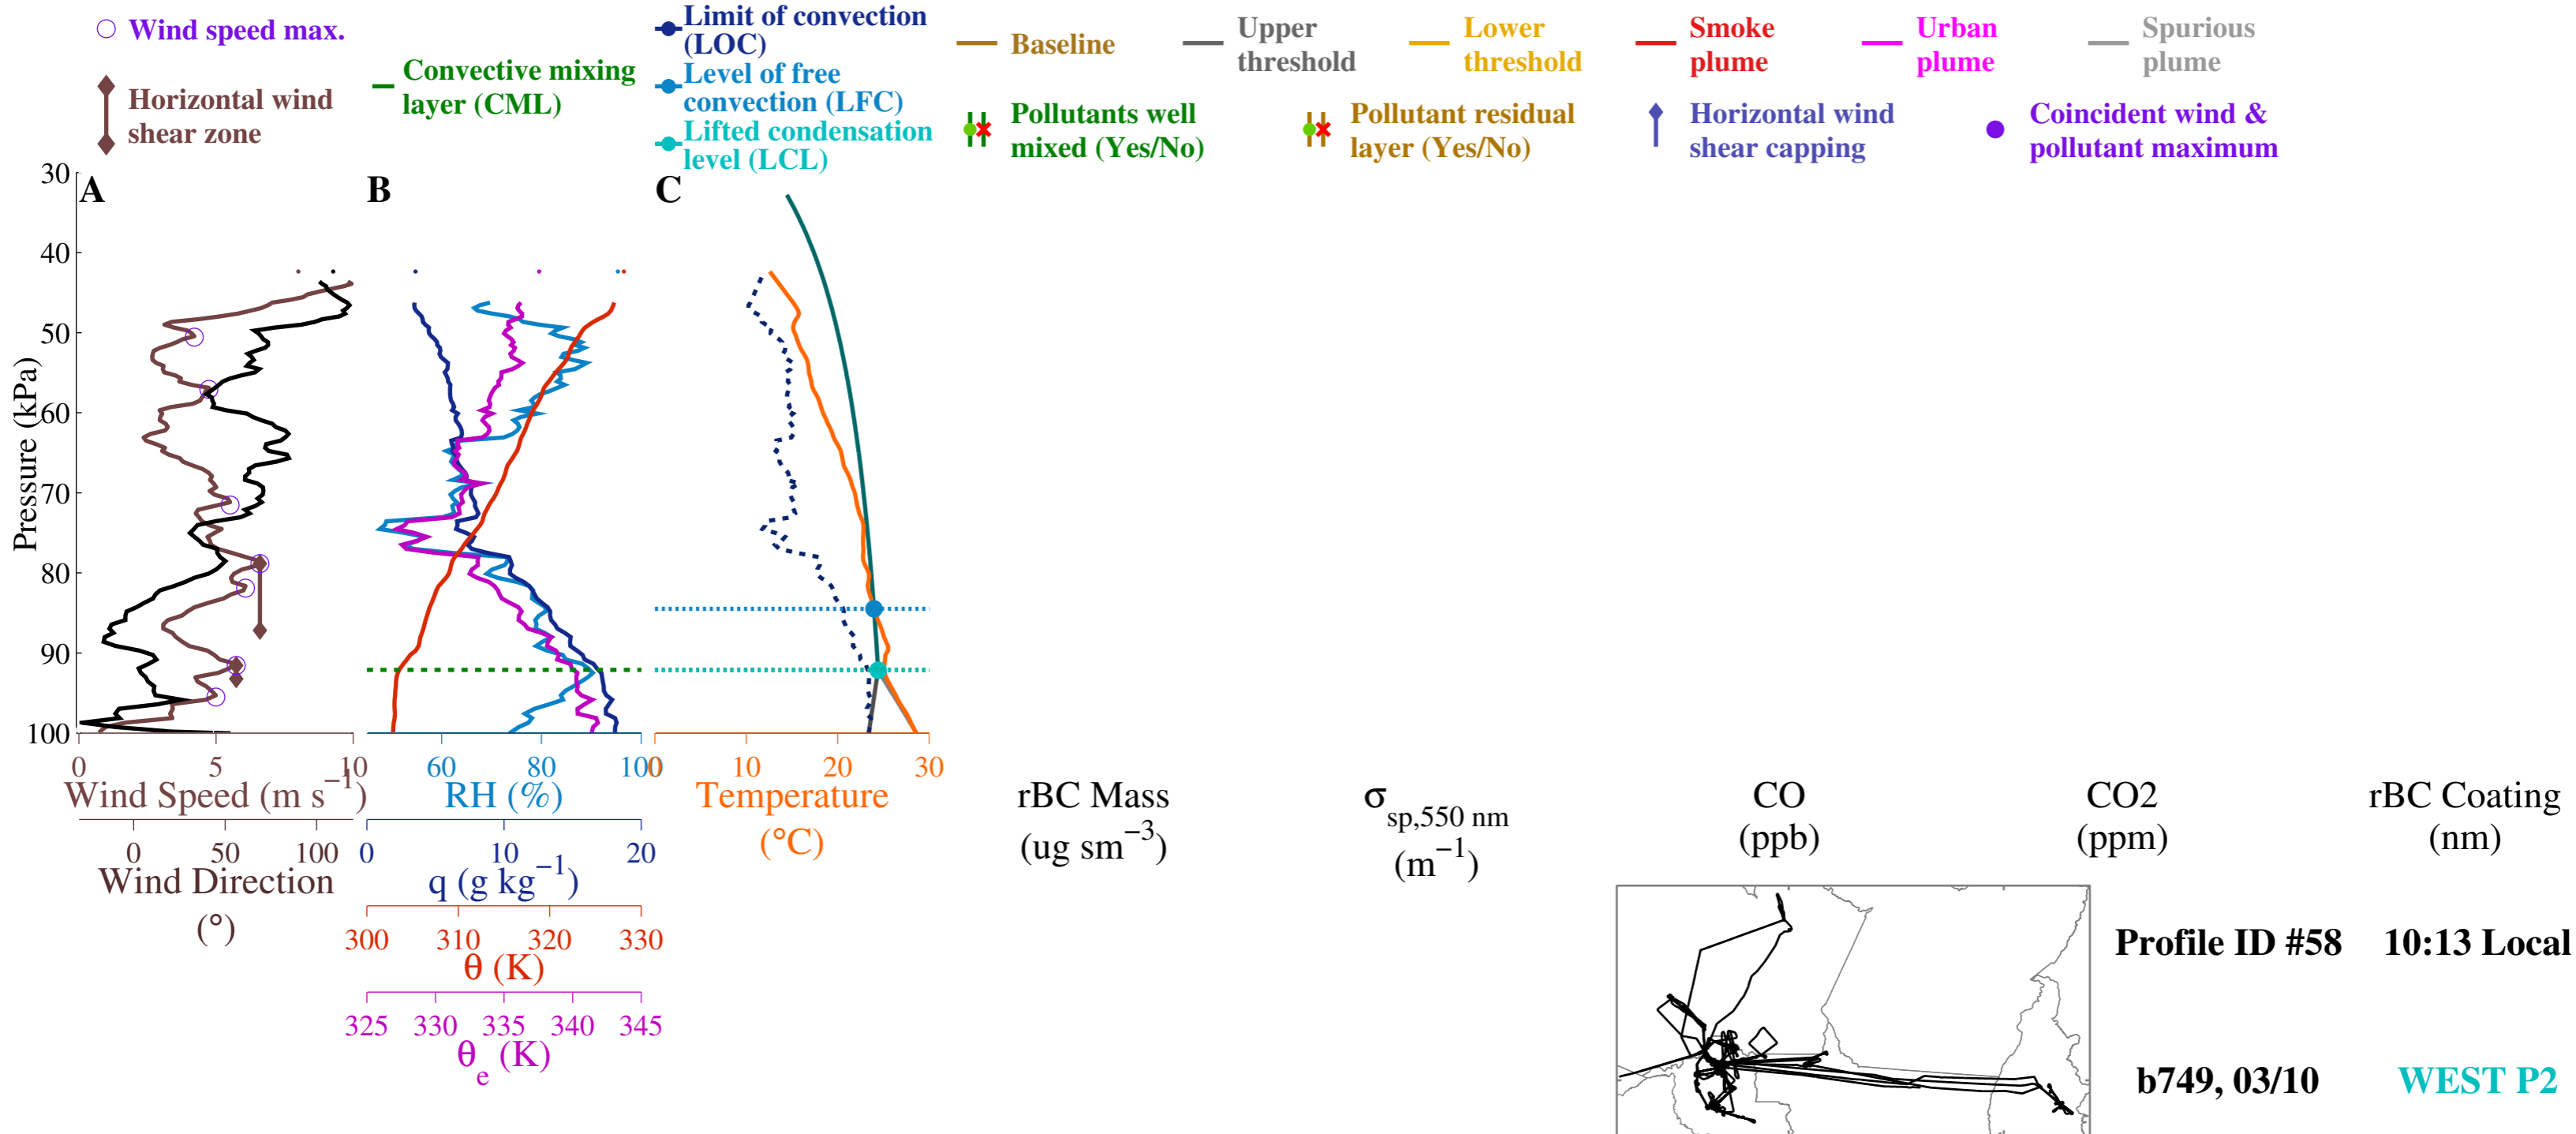 Wind speed max.
Horizontal wind
shear zone
Convective mixing
layer (CML)
Limit of convection
(LOC)
Level of free
convection (LFC)
Lifted condensation
level (LCL)
Baseline
Upper
threshold
Lower
threshold
Smoke
plume
Urban
plume
Spurious
plume
Pollutants well
mixed (Yes/No)
Pollutant residual
layer (Yes/No)
Horizontal wind
shear capping
Coincident wind &
pollutant maximum
A
B
C
30
40
50
60
70
80
90
100
Pressure (kPa)
0 5 10
Wind Speed (m s−1)
0 50 100
Wind Direction
(°)
60 80 100
RH (%)
0 10 20
q (g kg−1)
300 310 320 330
θ (K)
325 330 335 340 345
θe (K)
0 10 20 30
Temperature
(°C)
rBC Mass
(ug sm−3)
σsp,550 nm
(m−1)
CO
(ppb)
CO2
(ppm)
rBC Coating
(nm)
Profile ID #58
10:13 Local
b749, 03/10
WEST P2